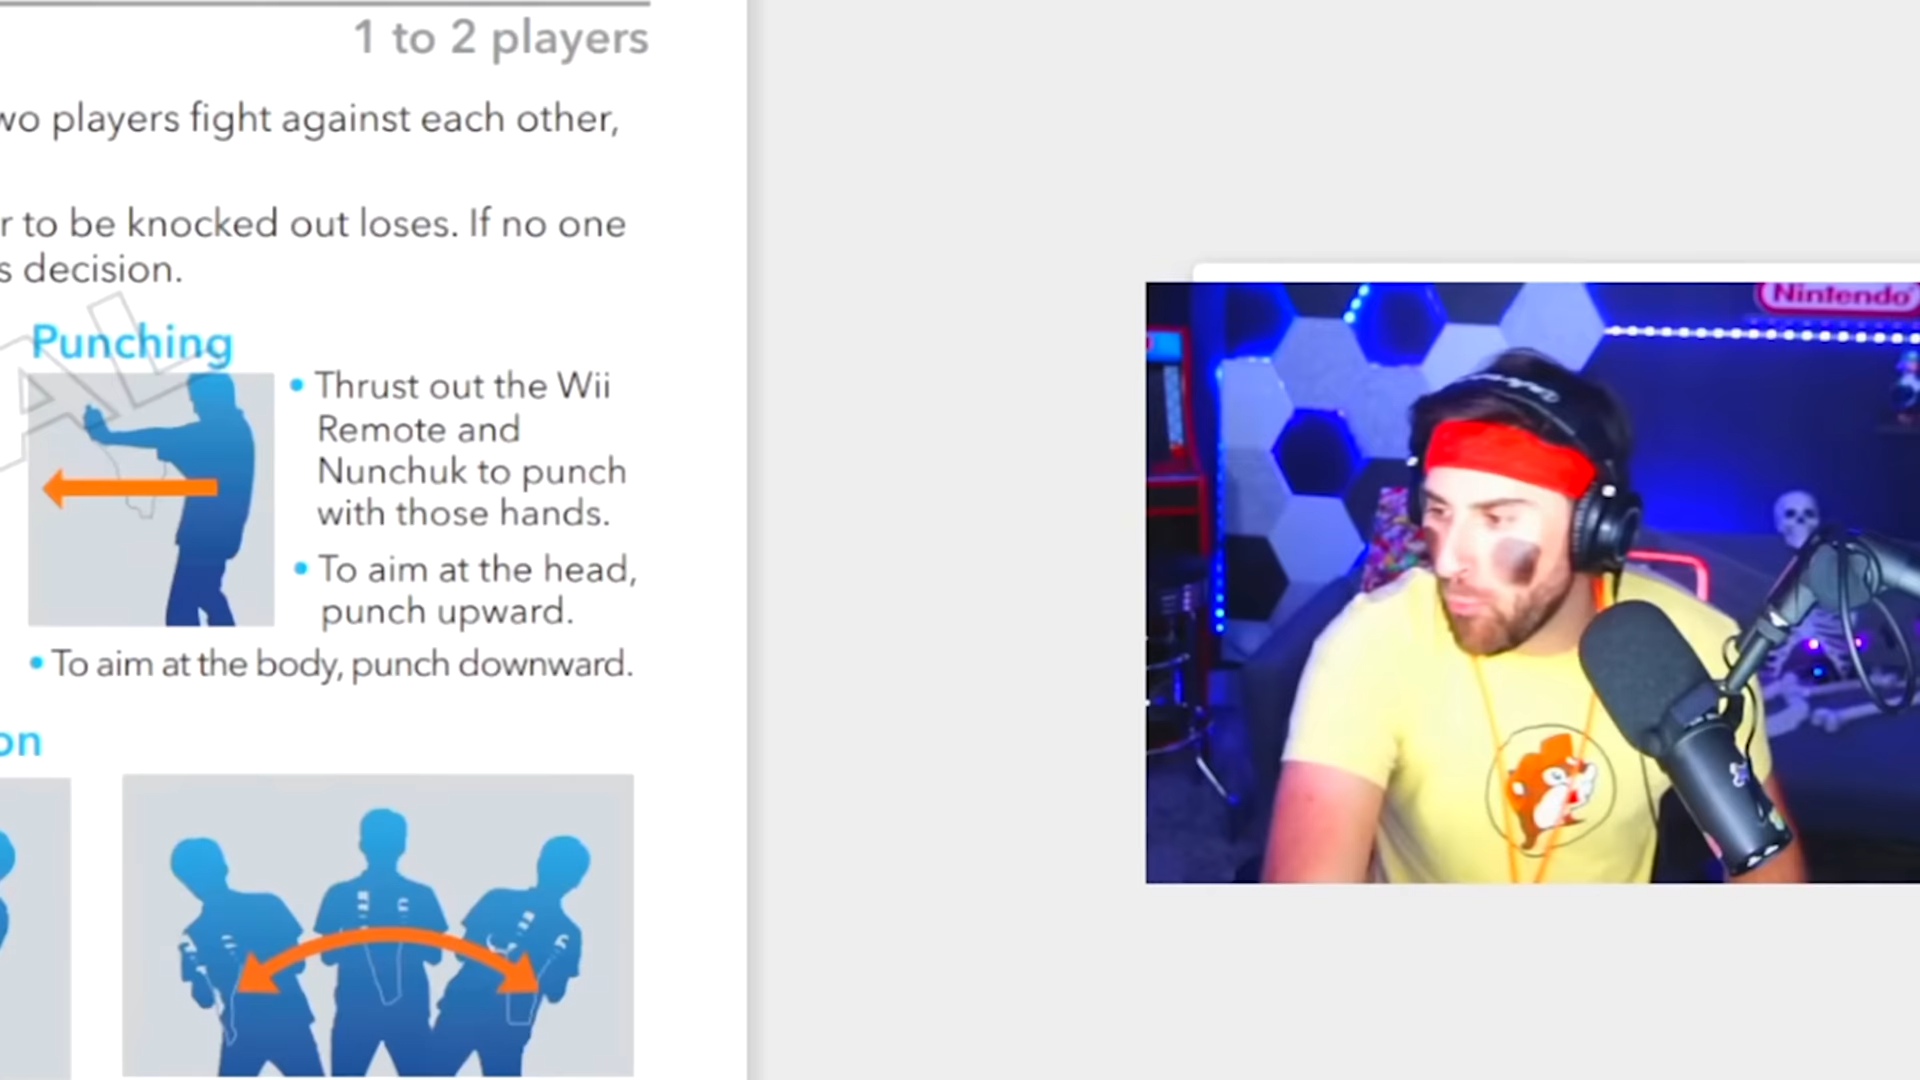 1 to 2 players
wo players fight against each other,
r to be knocked out loses. If no one
s decision.
Punching
• Thrust out the Wii
Remote and
Nunchuk to punch
with those hands.
• To aim at the head,
punch upward.
• To aim at the body, punch downward.
on
Nintendo